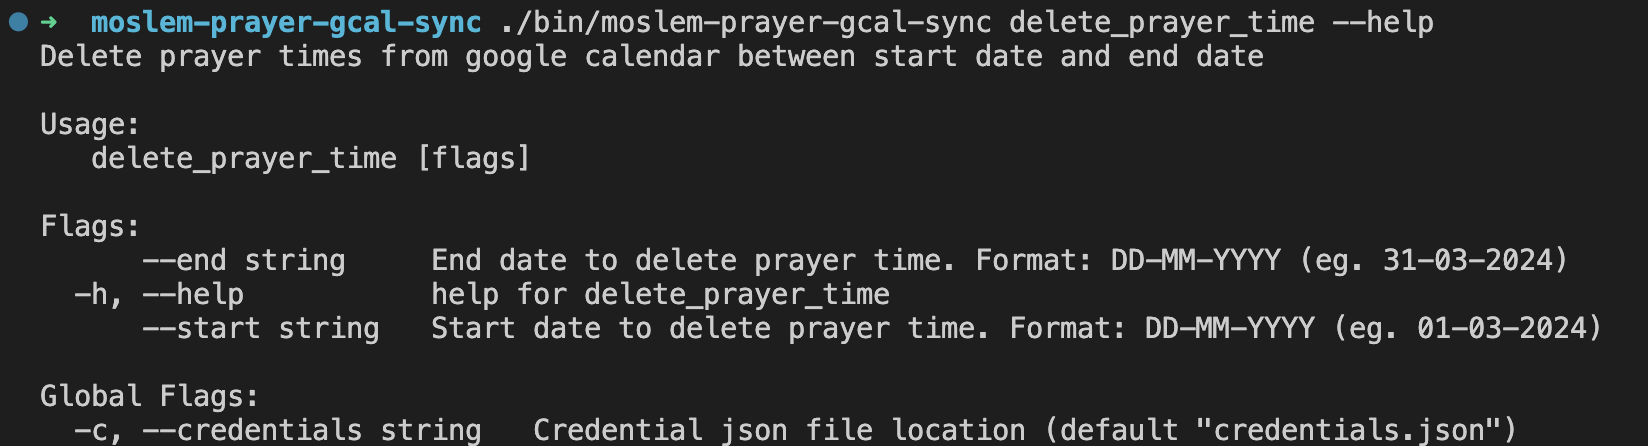 ➜  moslem-prayer-gcal-sync ./bin/moslem-prayer-gcal-sync delete_prayer_time --help
Delete prayer times from google calendar between start date and end date

Usage:
   delete_prayer_time [flags]

Flags:
      --end string     End date to delete prayer time. Format: DD-MM-YYYY (eg. 31-03-2024)
  -h, --help           help for delete_prayer_time
      --start string   Start date to delete prayer time. Format: DD-MM-YYYY (eg. 01-03-2024)

Global Flags:
  -c, --credentials string   Credential json file location (default "credentials.json")